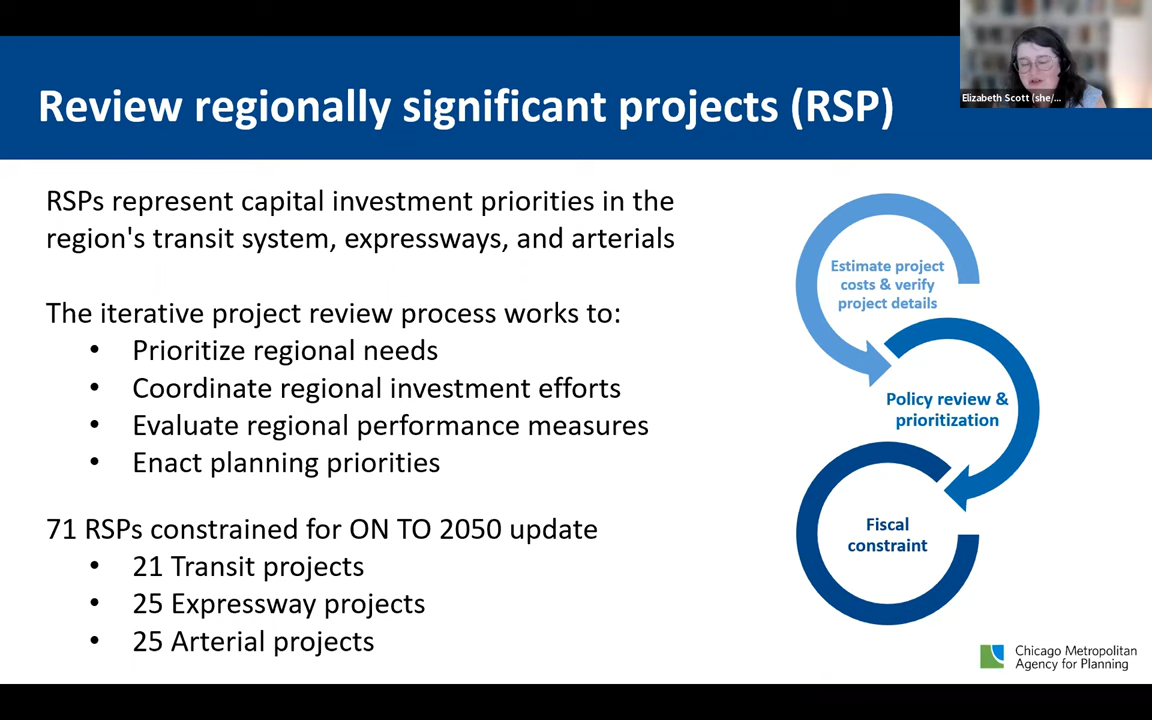 Review regionally significant projects (RSP)
Elizabeth Scott (she/...
RSPs represent capital investment priorities in the
region's transit system, expressways, and arterials
The iterative project review process works to:
• Prioritize regional needs
• Coordinate regional investment efforts
• Evaluate regional performance measures
• Enact planning priorities
71 RSPs constrained for ON TO 2050 update
• 21 Transit projects
• 25 Expressway projects
• 25 Arterial projects
Estimate project
costs & verify
project details
Policy review &
prioritization
Fiscal
constraint
Chicago Metropolitan
Agency for Planning